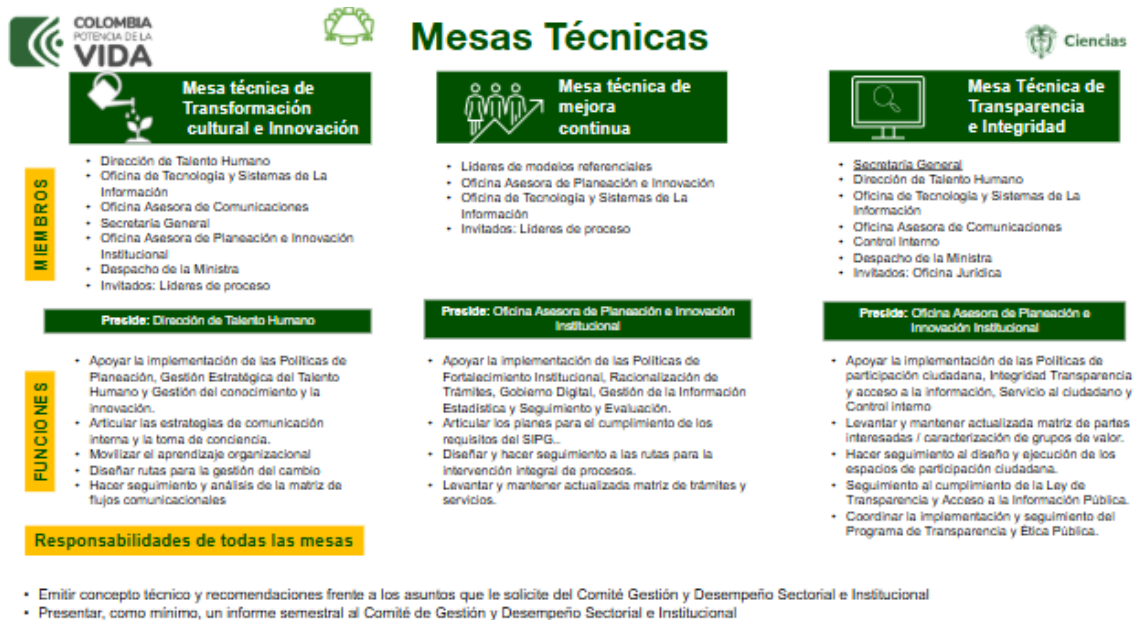 COLOMBIA
POTENCIA DE LA
VIDA
Mesas Técnicas
Ciencias
Mesa técnica de
Transformación
cultural e Innovación
Mesa técnica de
mejora
continua
Mesa Técnica de
Transparencia
e Integridad
MIEMBROS
• Dirección de Talento Humano
• Oficina de Tecnología y Sistemas de La
Información
• Oficina Asesora de Comunicaciones
• Secretaría General
• Oficina Asesora de Planeación e Innovación
Institucional
• Despacho de la Ministra
• Invitados: Líderes de proceso
• Líderes de modelos referenciales
• Oficina Asesora de Planeación e Innovación
• Oficina de Tecnología y Sistemas de La
Información
• Invitados: Líderes de proceso
• Secretaría General
• Dirección de Talento Humano
• Oficina de Tecnología y Sistemas de La
Información
• Oficina Asesora de Comunicaciones
• Control Interno
• Despacho de la Ministra
• Invitados: Oficina Jurídica
Preside: Dirección de Talento Humano
Preside: Oficina Asesora de Planeación e Innovación
Institucional
Preside: Oficina Asesora de Planeación e
Innovación Institucional
FUNCIONES
• Apoyar la implementación de las Políticas de
Planeación, Gestión Estratégica del Talento
Humano y Gestión del conocimiento y la
innovación.
• Articular las estrategias de comunicación
interna y la toma de conciencia.
• Movilizar el aprendizaje organizacional
• Diseñar rutas para la gestión del cambio
• Hacer seguimiento y análisis de la matriz de
flujos comunicacionales
• Apoyar la implementación de las Políticas de
Fortalecimiento Institucional, Racionalización de
Trámites, Gobierno Digital, Gestión de la Información
Estadística y Seguimiento y Evaluación.
• Articular los planes para el cumplimiento de los
requisitos del SIPG..
• Diseñar y hacer seguimiento a las rutas para la
intervención integral de procesos.
• Levantar y mantener actualizada matriz de trámites y
servicios.
• Apoyar la implementación de las Políticas de
participación ciudadana, Integridad Transparencia
y acceso a la información, Servicio al ciudadano y
Control interno
• Levantar y mantener actualizada matriz de partes
interesadas / caracterización de grupos de valor.
• Hacer seguimiento al diseño y ejecución de los
espacios de participación ciudadana.
• Seguimiento al cumplimiento de la Ley de
Transparencia y Acceso a la Información Pública.
• Coordinar la implementación y seguimiento del
Programa de Transparencia y Ética Pública.
Responsabilidades de todas las mesas
• Emitir concepto técnico y recomendaciones frente a los asuntos que le solicite del Comité Gestión y Desempeño Sectorial e Institucional
• Presentar, como mínimo, un informe semestral al Comité de Gestión y Desempeño Sectorial e Institucional